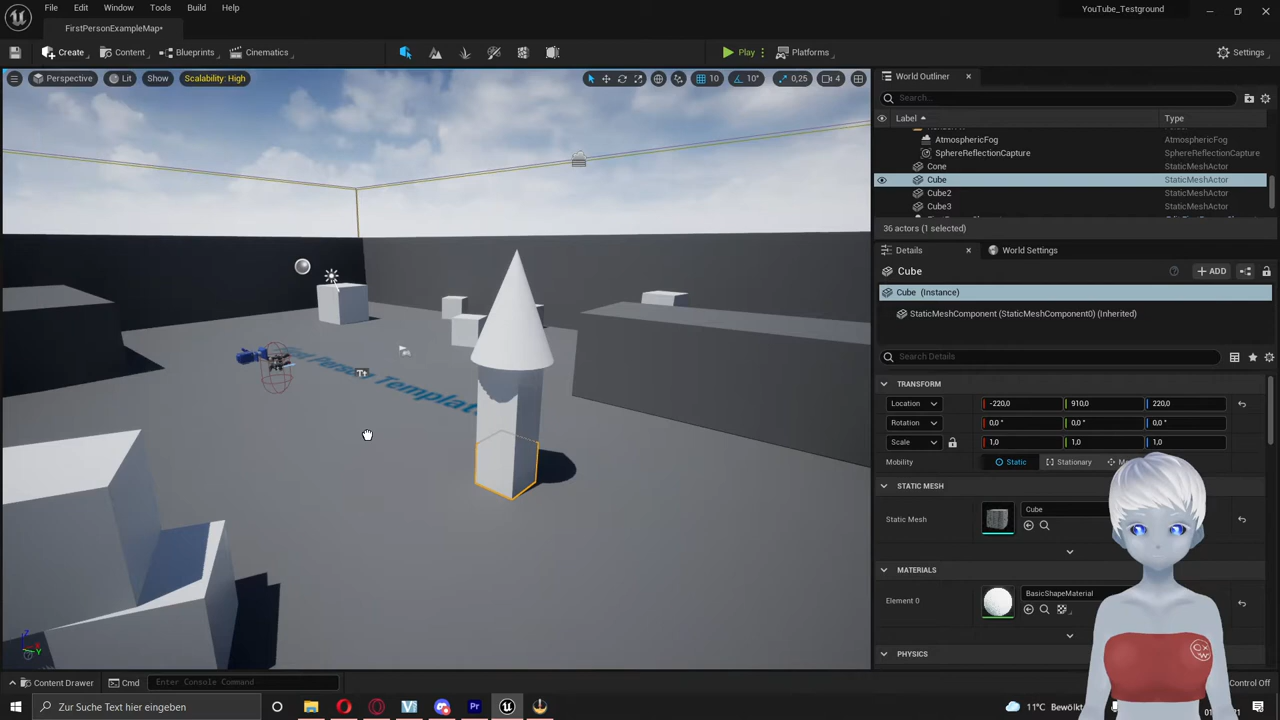 File Edit Window Tools Build Help YouTube_Testground
FirstPersonExampleMap*
Create Content Blueprints Cinematics Play Platforms Settings
Perspective Lit Show Scalability: High 10 10° 0,25 4
World Outliner
Search...
Label Type
AtmosphericFog AtmosphericFog
SphereReflectionCapture SphereReflectionCapture
Cone StaticMeshActor
Cube StaticMeshActor
Cube2 StaticMeshActor
Cube3 StaticMeshActor
36 actors (1 selected)
Details World Settings
Cube ADD
Cube (Instance)
StaticMeshComponent (StaticMeshComponent0) (Inherited)
Search Details
TRANSFORM
Location -220,0 910,0 220,0
Rotation 0,0 ° 0,0 ° 0,0 °
Scale 1,0 1,0 1,0
Mobility Static Stationary
STATIC MESH
Static Mesh Cube
MATERIALS
Element 0 BasicShapeMaterial
PHYSICS
Person Templat
Content Drawer Cmd Enter Console Command Control Off
Zur Suche Text hier eingeben
11°C Bewölkt